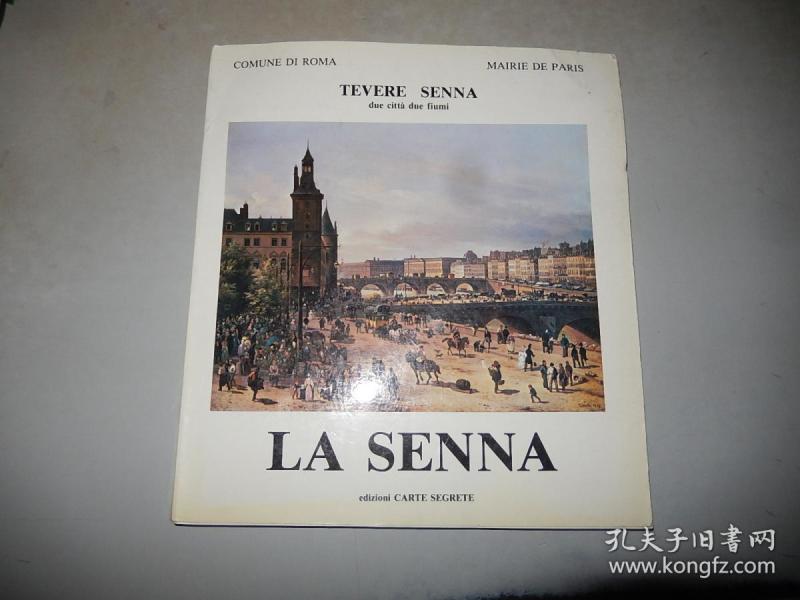 COMUNE DI ROMA
MAIRIE DE PARIS
TEVERE SENNA
due città due fiumi
LA SENNA
edizioni CARTE SEGRETE
孔夫子旧书网
www.kongfz.com